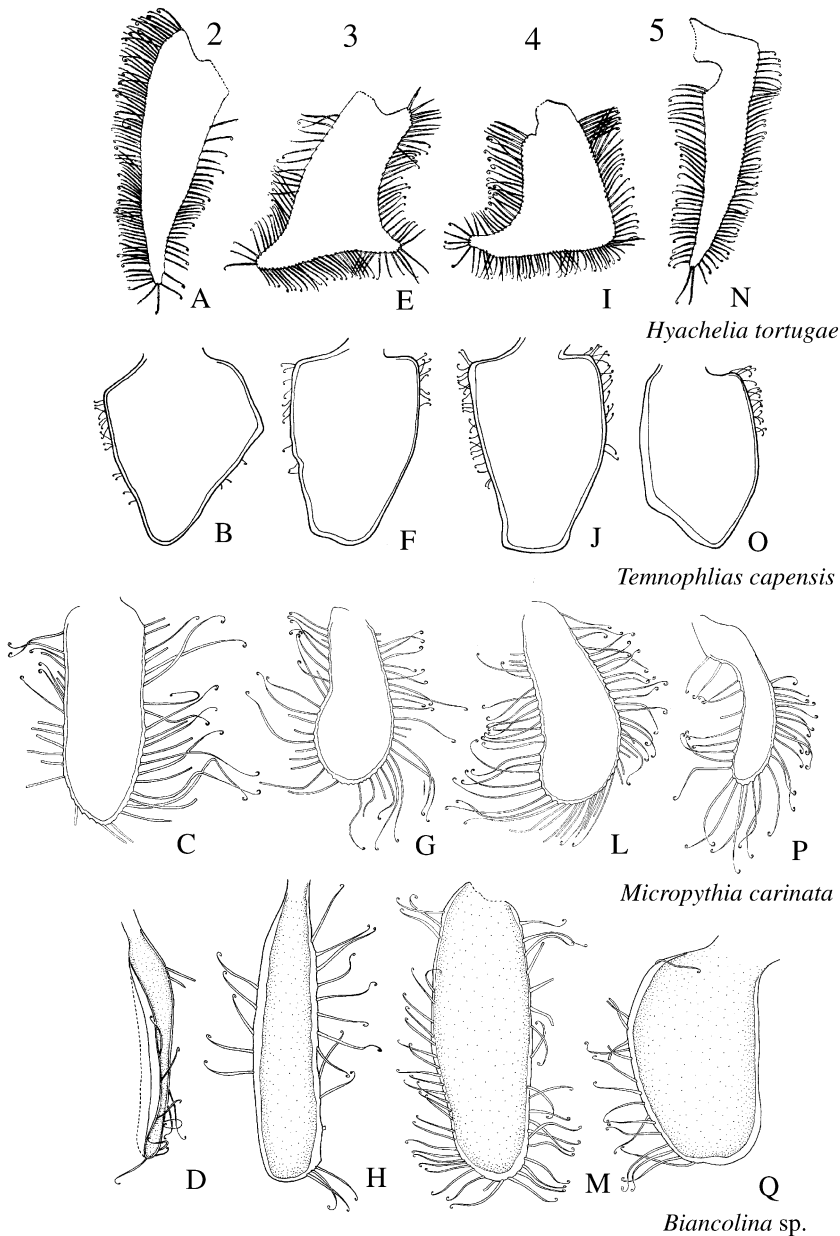 2 3 4 5
A E I N
Hyachelia tortugae
B F J O
Temnophlias capensis
C G L P
Micropythia carinata
D H M Q
Biancolina sp.